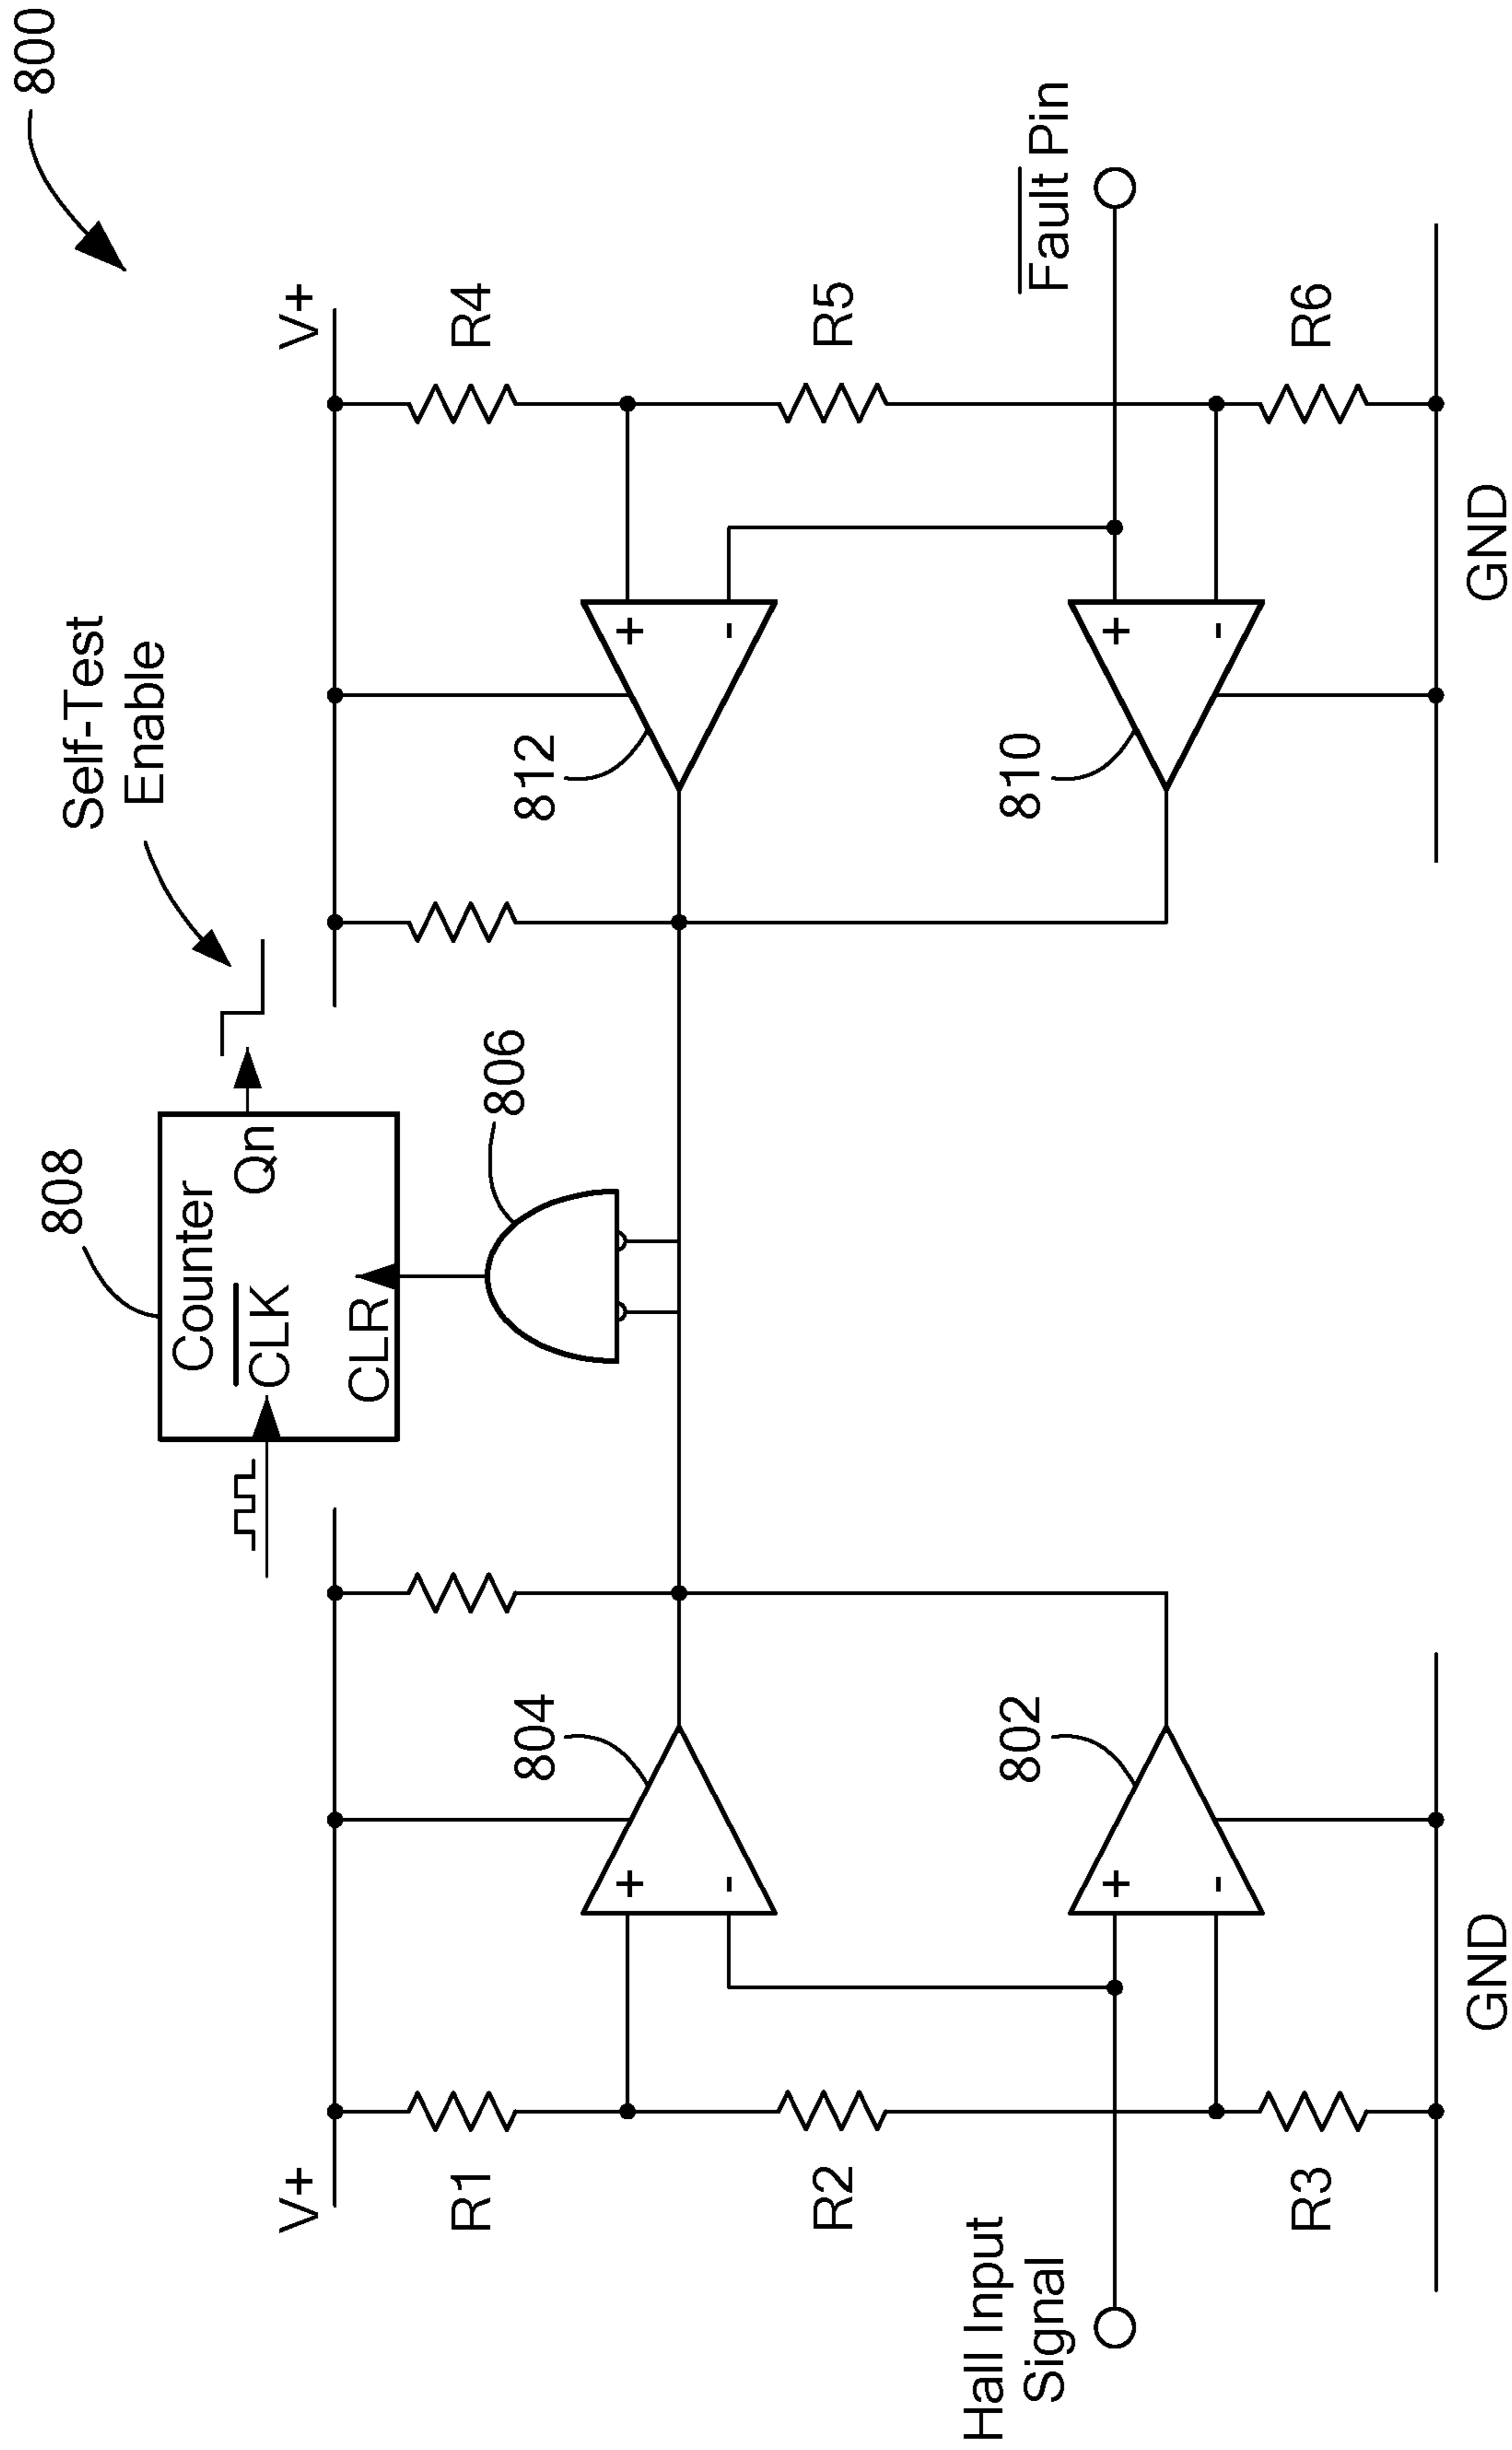 800
Self-Test
Enable
808
Counter
CLK
Qn
CLR
806
V+
V+
R1
804
+
-
812
+
-
R4
R2
R5
Hall Input
Signal
802
+
-
810
+
-
Fault Pin
R3
R6
GND
GND